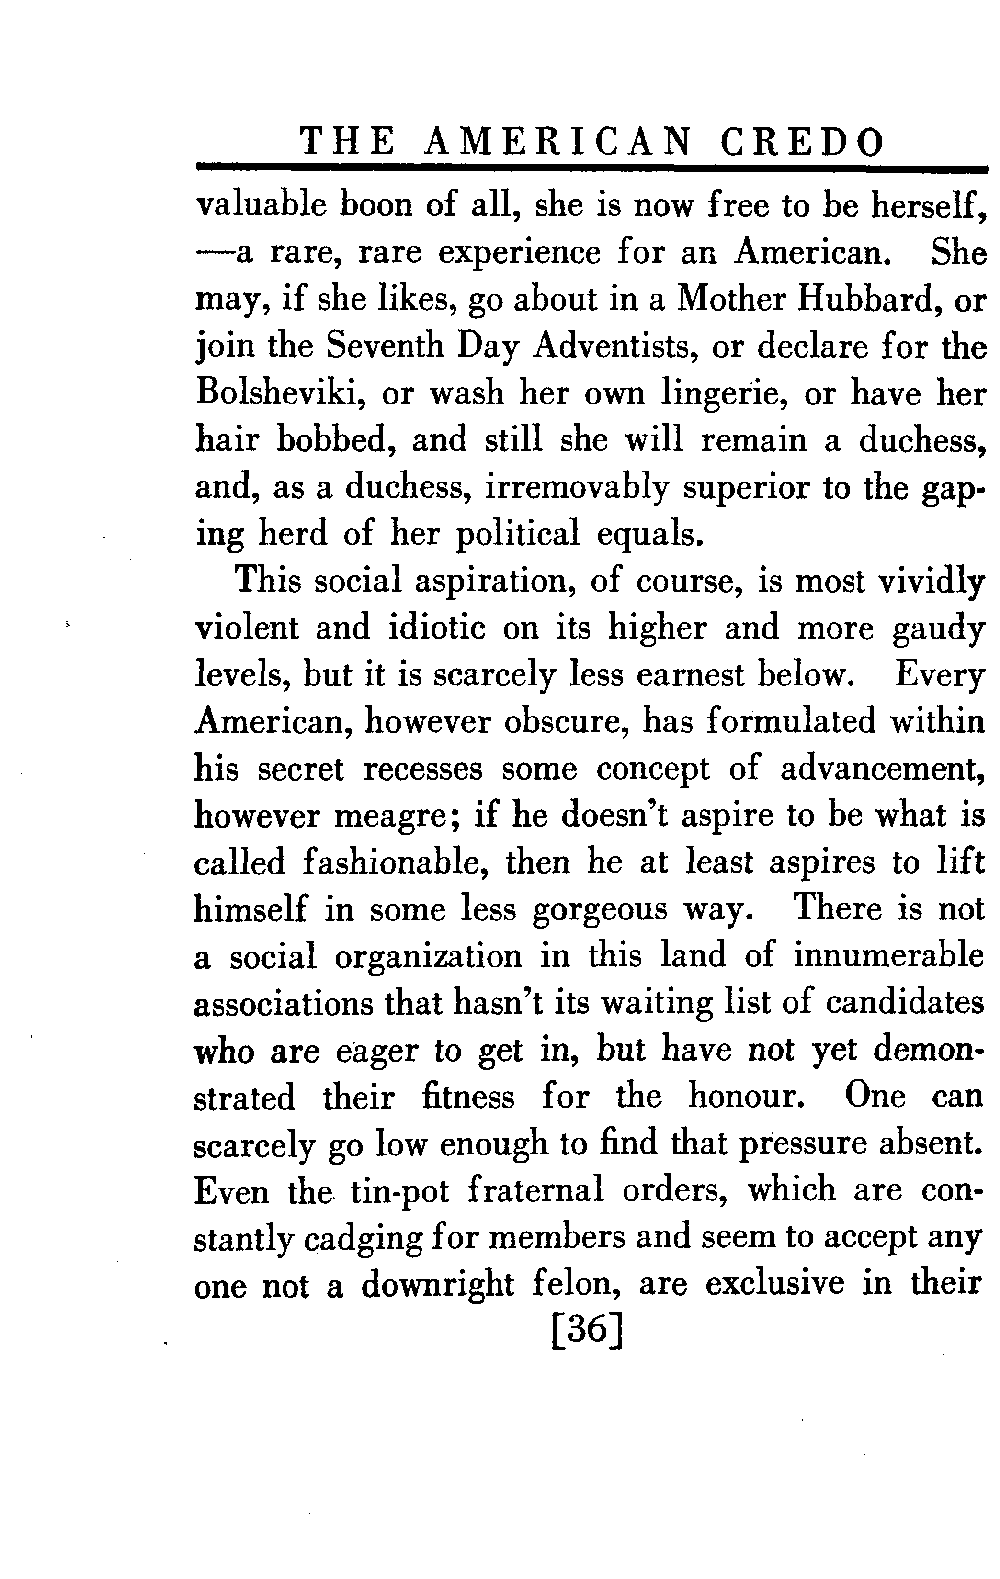 THE AMERICAN CREDO
valuable boon of all, she is now free to be herself,
—a rare, rare experience for an American. She
may, if she likes, go about in a Mother Hubbard, or
join the Seventh Day Adventists, or declare for the
Bolsheviki, or wash her own lingerie, or have her
hair bobbed, and still she will remain a duchess,
and, as a duchess, irremovably superior to the gap-
ing herd of her political equals.
This social aspiration, of course, is most vividly
violent and idiotic on its higher and more gaudy
levels, but it is scarcely less earnest below. Every
American, however obscure, has formulated within
his secret recesses some concept of advancement,
however meagre; if he doesn't aspire to be what is
called fashionable, then he at least aspires to lift
himself in some less gorgeous way. There is not
a social organization in this land of innumerable
associations that hasn't its waiting list of candidates
who are eager to get in, but have not yet demon-
strated their fitness for the honour. One can
scarcely go low enough to find that pressure absent.
Even the tin-pot fraternal orders, which are con-
stantly cadging for members and seem to accept any
one not a downright felon, are exclusive in their
[36]